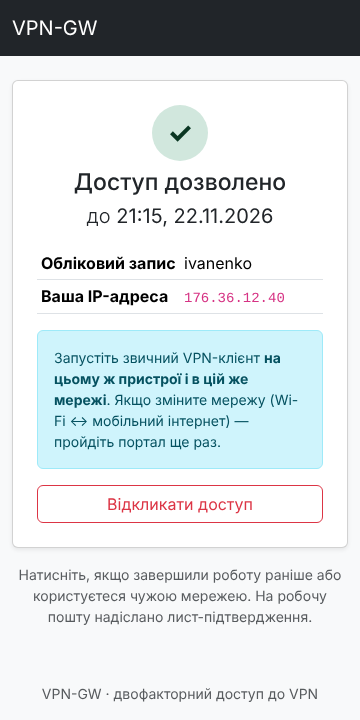 VPN-GW
Доступ дозволено
до 21:15, 22.11.2026
Обліковий запис ivanenko
Ваша IP-адреса 176.36.12.40
Запустіть звичний VPN-клієнт на
цьому ж пристрої і в цій же
мережі. Якщо зміните мережу (Wi-
Fi ↔ мобільний інтернет) —
пройдіть портал ще раз.
Відкликати доступ
Натисніть, якщо завершили роботу раніше або
користуєтеся чужою мережею. На робочу
пошту надіслано лист-підтвердження.
VPN-GW · двофакторний доступ до VPN